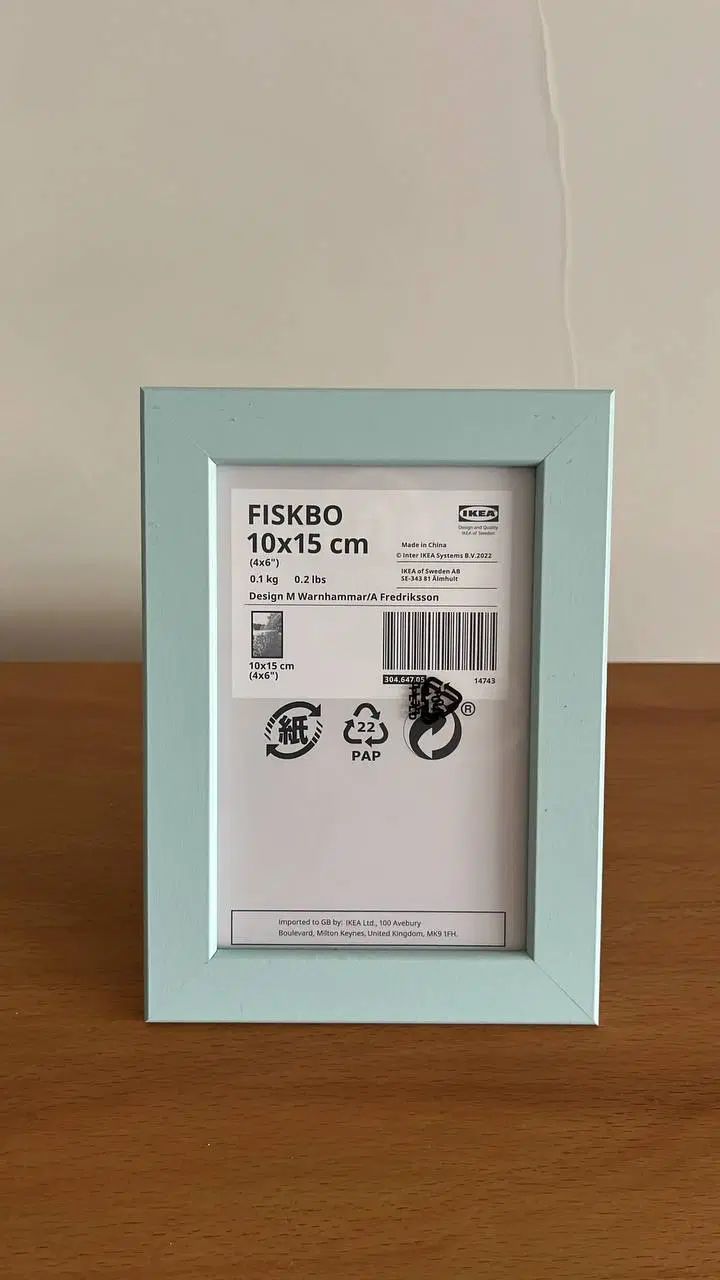 FISKBO
10x15 cm
(4x6")
0.1 kg 0.2 lbs
IKEA
Design and Quality
IKEA of Sweden
Made in China
© Inter IKEA Systems B.V.2022
IKEA of Sweden AB
SE-343 81 Älmhult
Design M Warnhammar/A Fredriksson
10x15 cm
(4x6")
304.647.05
14743
紙
22
PAP
®
Imported to GB by: IKEA Ltd., 100 Avebury
Boulevard, Milton Keynes, United Kingdom, MK9 1FH.